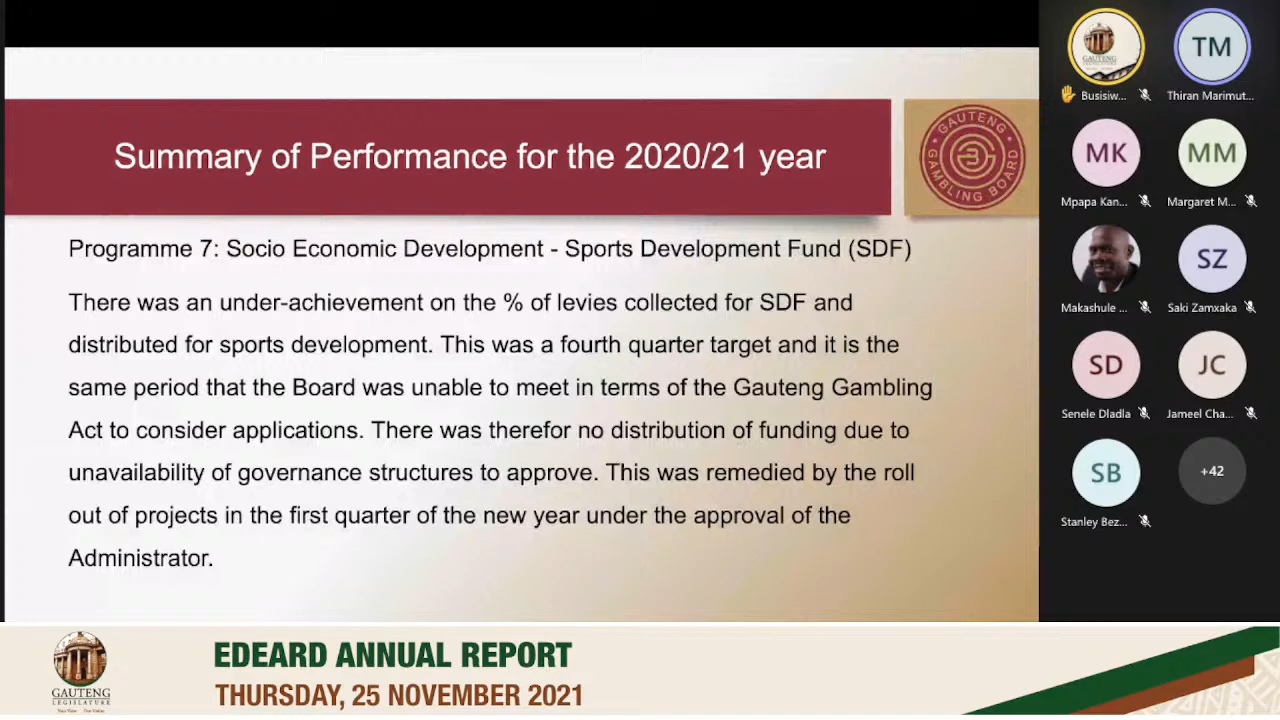 Summary of Performance for the 2020/21 year
GAUTENG
GAMBLING BOARD
Programme 7: Socio Economic Development - Sports Development Fund (SDF)
There was an under-achievement on the % of levies collected for SDF and
distributed for sports development. This was a fourth quarter target and it is the
same period that the Board was unable to meet in terms of the Gauteng Gambling
Act to consider applications. There was therefor no distribution of funding due to
unavailability of governance structures to approve. This was remedied by the roll
out of projects in the first quarter of the new year under the approval of the
Administrator.
GAUTENG
TM
Busisiw...
Thiran Marimut...
MK
MM
Mpapa Kan...
Margaret M...
SZ
Makashule ...
Saki Zamxaka
SD
JC
Senele Dladla
Jameel Cha...
SB
+42
Stanley Bez...
GAUTENG
LEGISLATURE
Your View Our Vision
EDEARD ANNUAL REPORT
THURSDAY, 25 NOVEMBER 2021